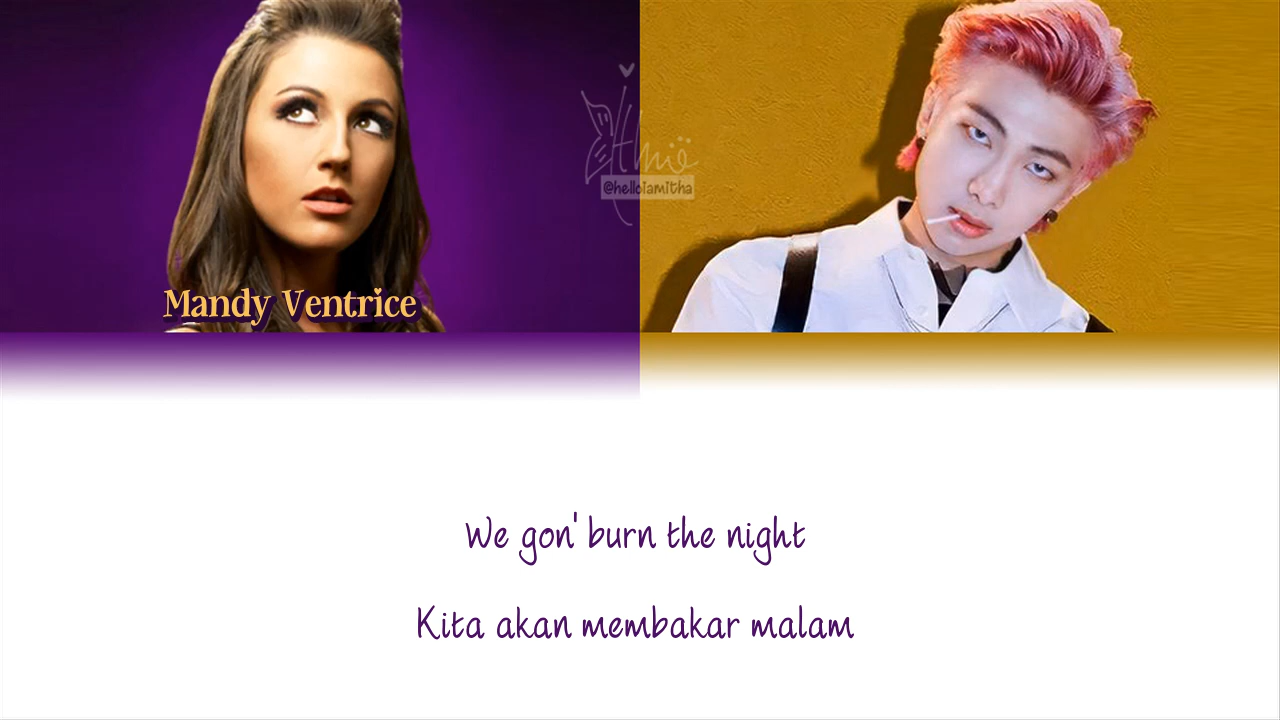 @helloiamitha
Mandy Ventrice
We gon' burn the night
Kita akan membakar malam